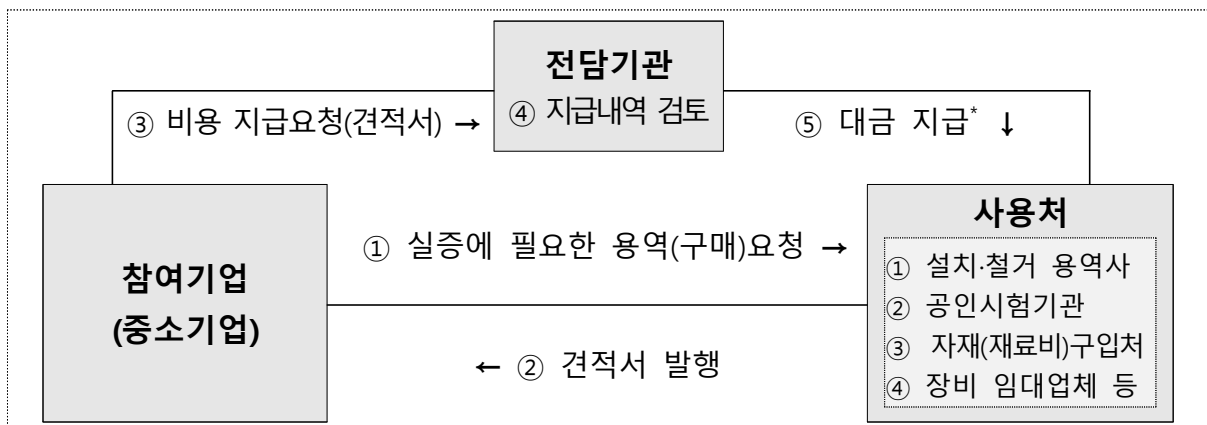 전담기관
④ 지급내역 검토
③ 비용 지급요청(견적서) →
⑤ 대금 지급* ↓
참여기업
(중소기업)
① 실증에 필요한 용역(구매)요청 →
← ② 견적서 발행
사용처
① 설치·철거 용역사
② 공인시험기관
③ 자재(재료비)구입처
④ 장비 임대업체 등